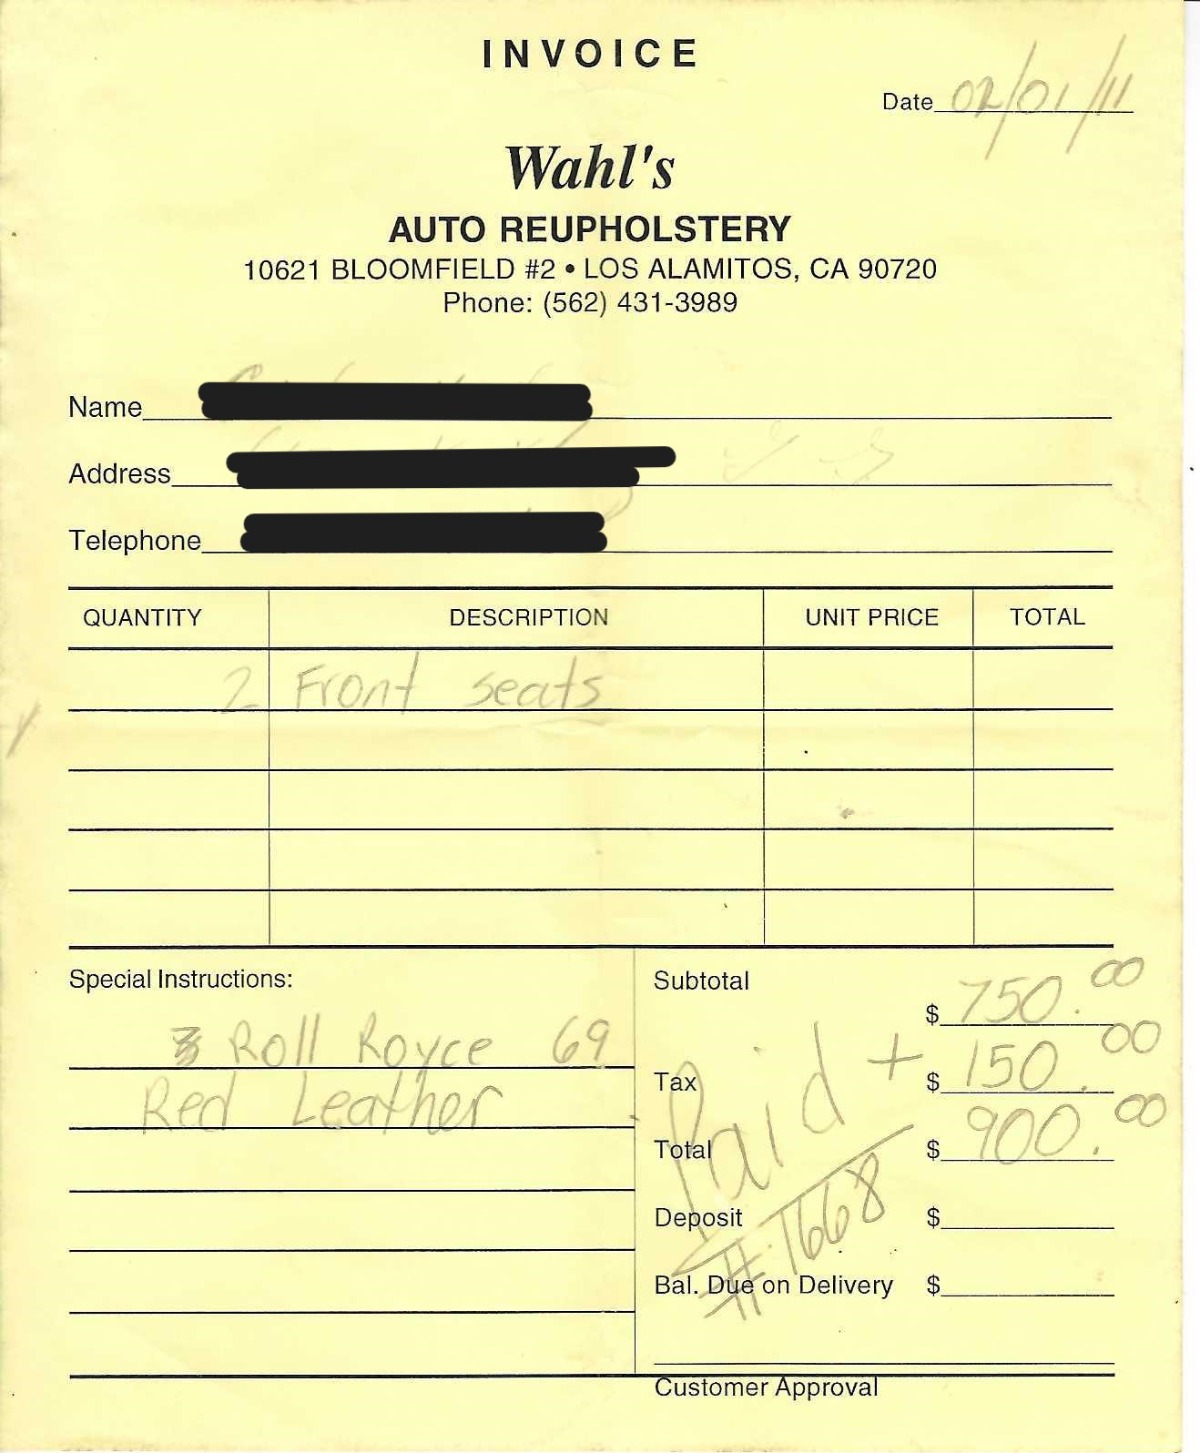 INVOICE
Date 02/01/11
Wahl's
AUTO REUPHOLSTERY
10621 BLOOMFIELD #2 • LOS ALAMITOS, CA 90720
Phone: (562) 431-3989
Name
Address
Telephone
QUANTITY DESCRIPTION UNIT PRICE TOTAL
2 Front seats
Special Instructions:
Roll Royce 69
Red Leather
Subtotal $ 750.00
Tax + $ 150.00
Total $ 900.00
Paid
#1668
Deposit $
Bal. Due on Delivery $
Customer Approval